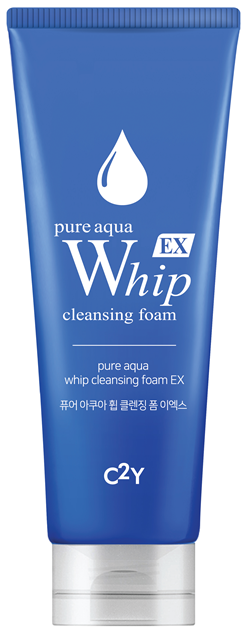 pure aqua
Whip EX
cleansing foam
pure aqua
whip cleansing foam EX
퓨어 아쿠아 휩 클렌징 폼 이엑스
C2Y